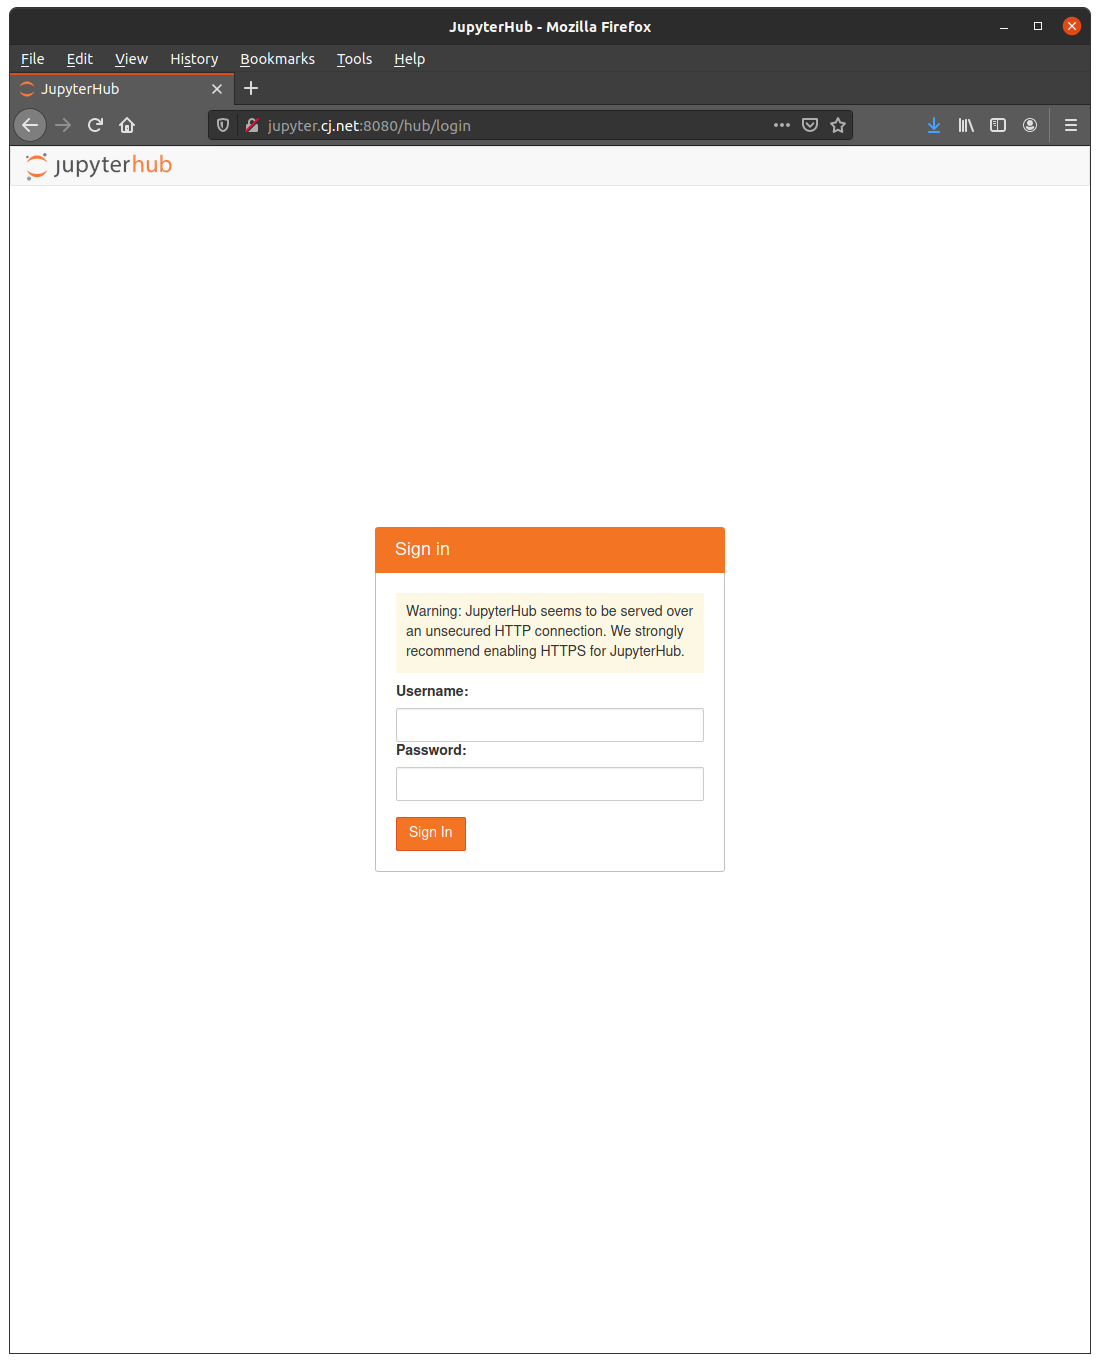 JupyterHub - Mozilla Firefox
File Edit View History Bookmarks Tools Help
JupyterHub
jupyter.cj.net:8080/hub/login
jupyterhub
Sign in
Warning: JupyterHub seems to be served over
an unsecured HTTP connection. We strongly
recommend enabling HTTPS for JupyterHub.
Username:
Password:
Sign In